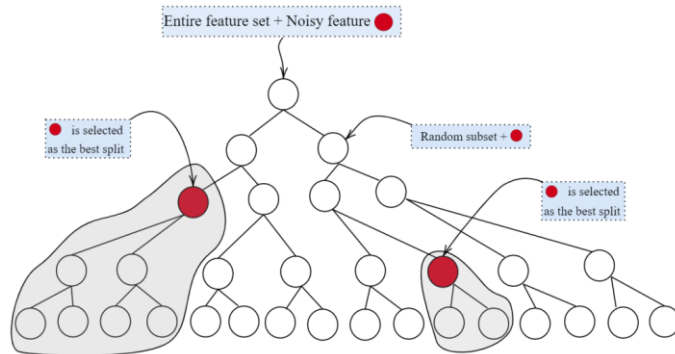 Entire feature set + Noisy feature
is selected
as the best split
Random subset +
is selected
as the best split